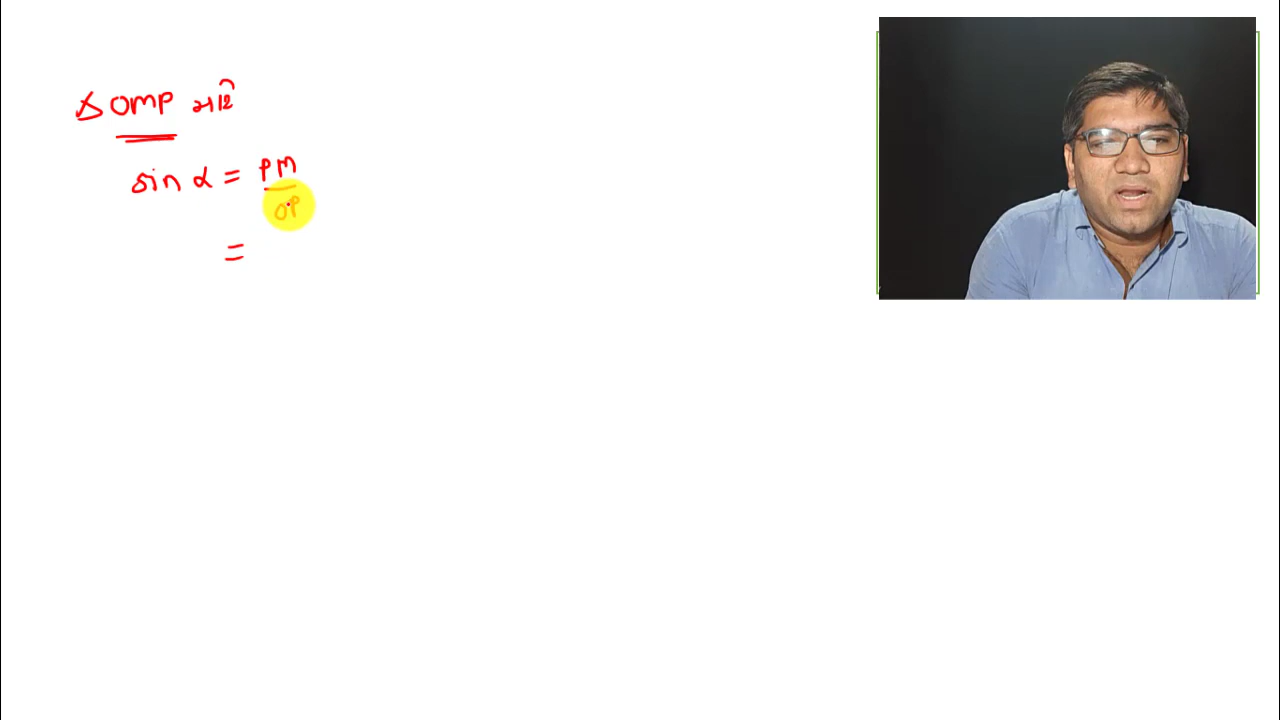 △ OMP માટે
sin α = PM
OP
=